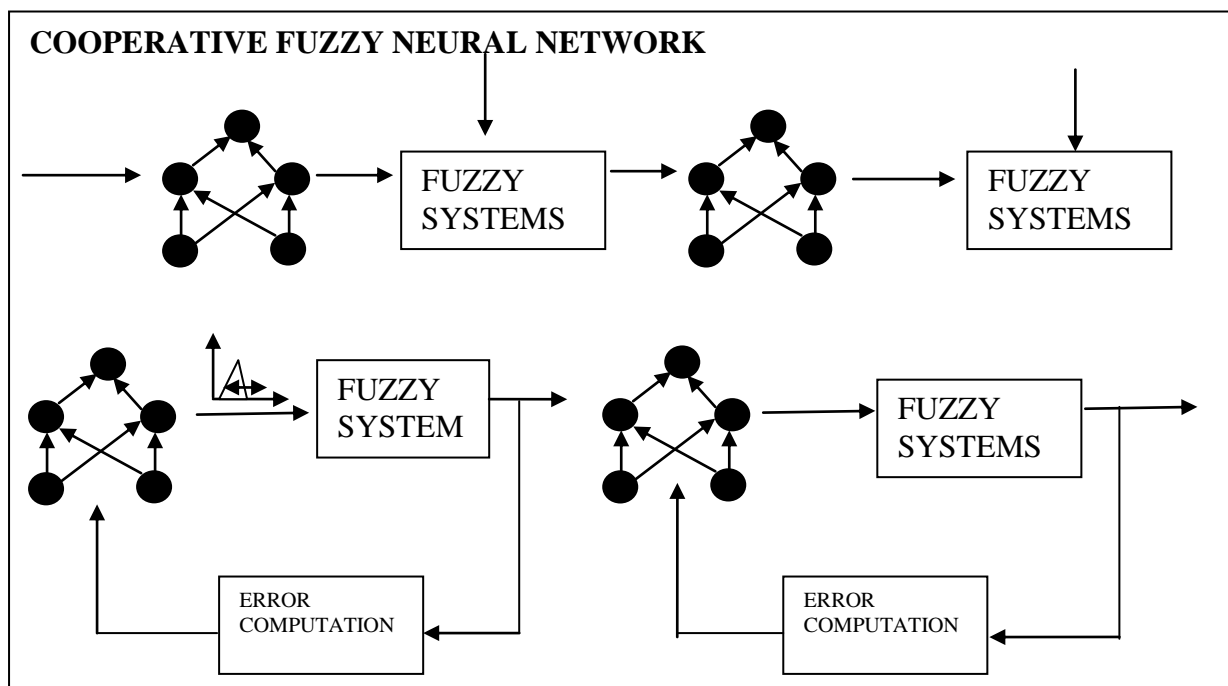 COOPERATIVE FUZZY NEURAL NETWORK
FUZZY
SYSTEMS
FUZZY
SYSTEMS
FUZZY
SYSTEM
FUZZY
SYSTEMS
ERROR
COMPUTATION
ERROR
COMPUTATION